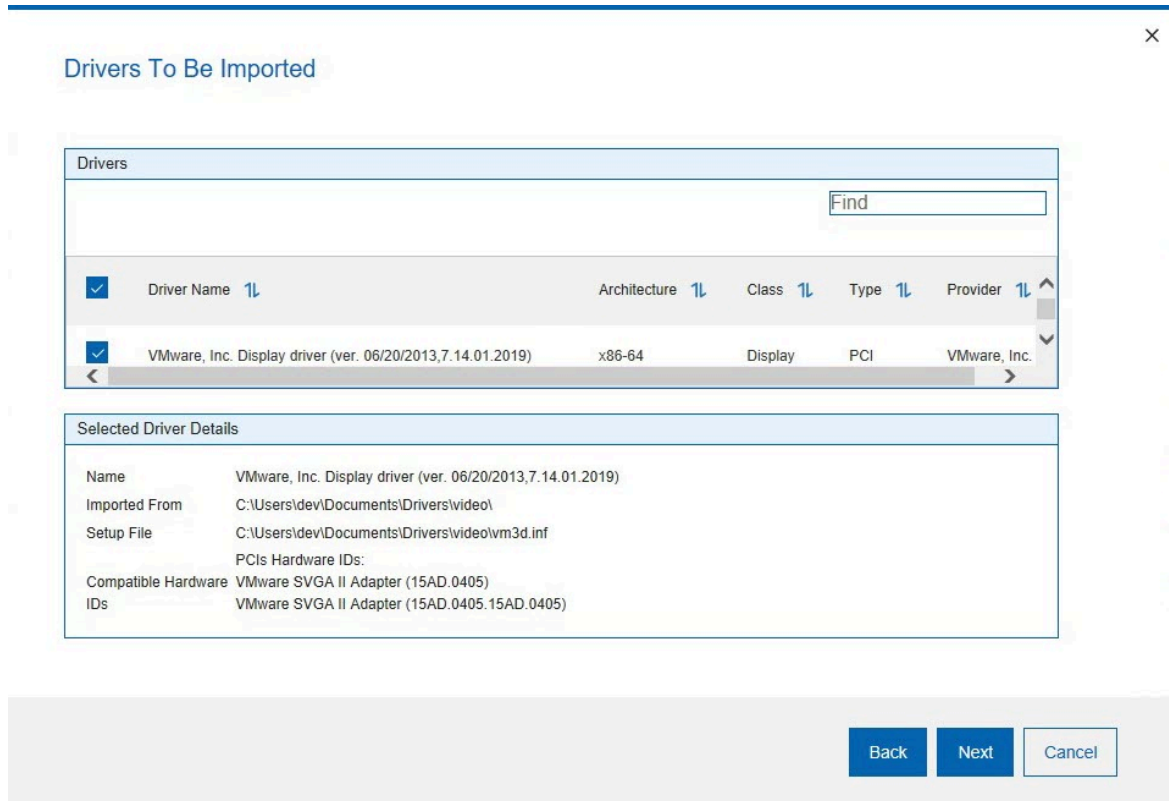 Drivers To Be Imported
Drivers
Find
Driver Name Architecture Class Type Provider
VMware, Inc. Display driver (ver. 06/20/2013,7.14.01.2019) x86-64 Display PCI VMware, Inc.
Selected Driver Details
Name VMware, Inc. Display driver (ver. 06/20/2013,7.14.01.2019)
Imported From C:\Users\dev\Documents\Drivers\video\
Setup File C:\Users\dev\Documents\Drivers\video\vm3d.inf
PCIs Hardware IDs:
Compatible Hardware VMware SVGA II Adapter (15AD.0405)
IDs VMware SVGA II Adapter (15AD.0405.15AD.0405)
Back Next Cancel